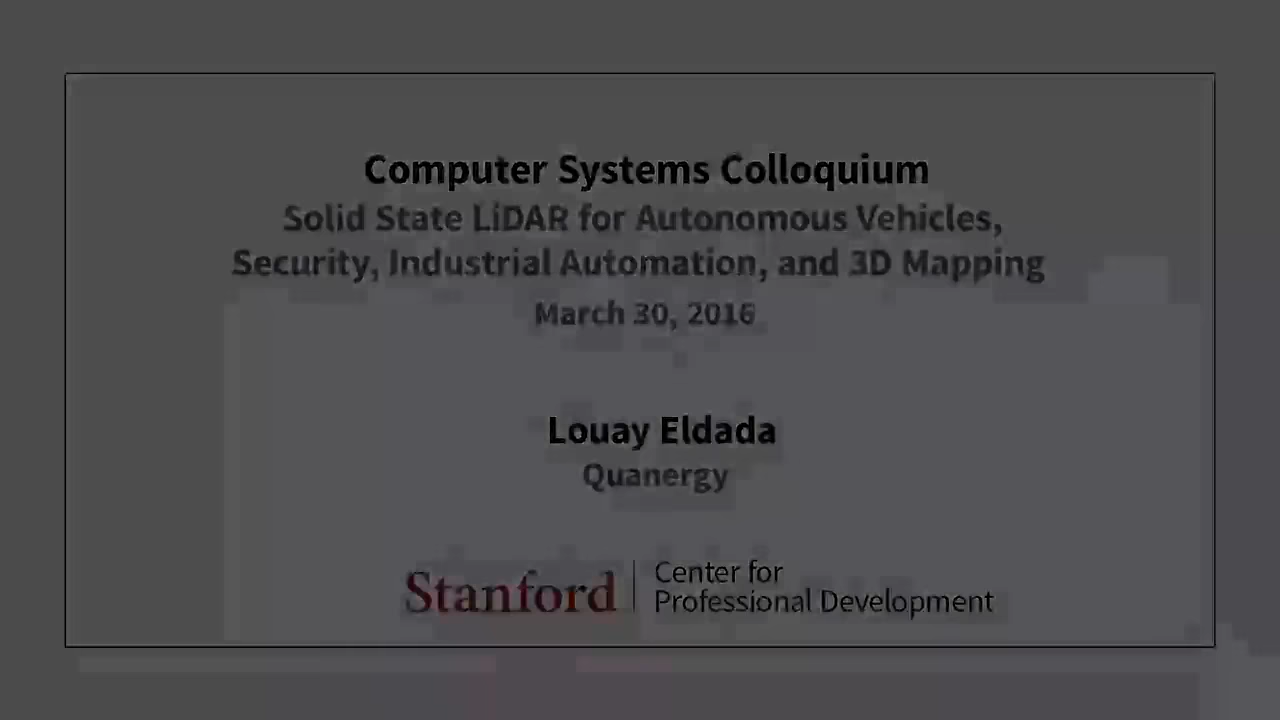 Computer Systems Colloquium
Solid State LiDAR for Autonomous Vehicles,
Security, Industrial Automation, and 3D Mapping
March 30, 2016
Louay Eldada
Quanergy
Stanford
Center for
Professional Development